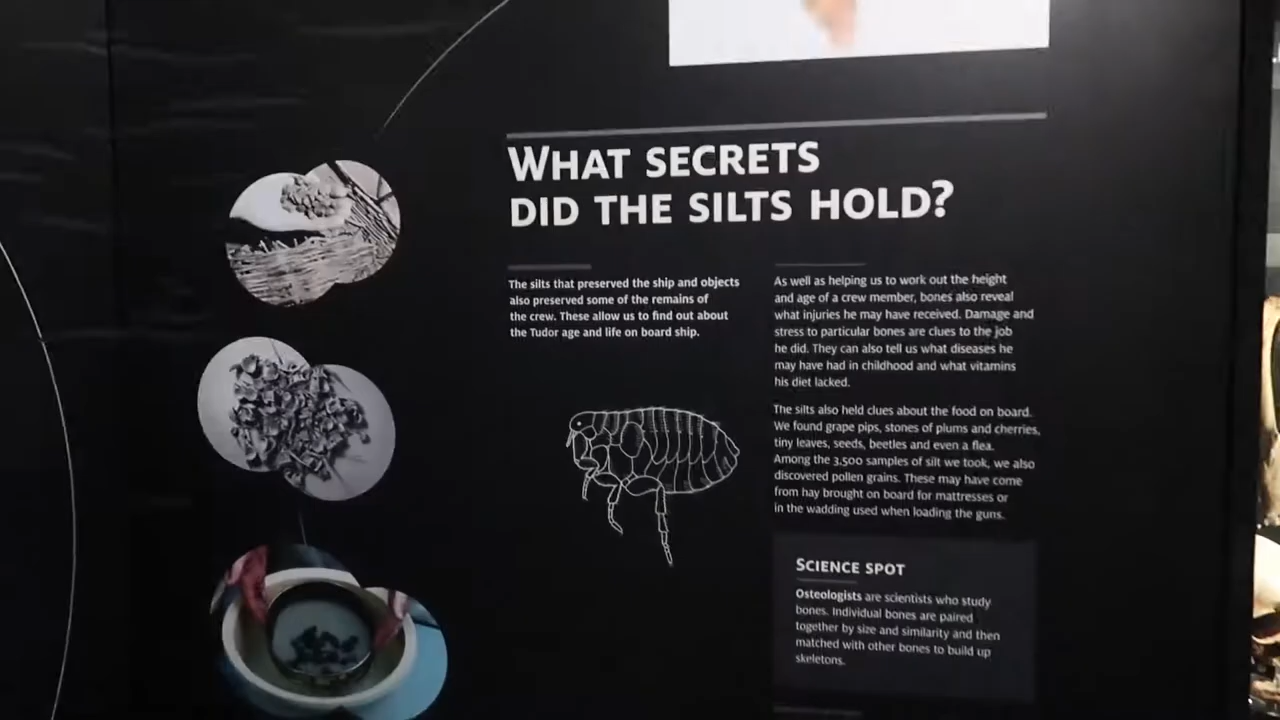 WHAT SECRETS
DID THE SILTS HOLD?
The silts that preserved the ship and objects
also preserved some of the remains of
the crew. These allow us to find out about
the Tudor age and life on board ship.
As well as helping us to work out the height
and age of a crew member, bones also reveal
what injuries he may have received. Damage and
stress to particular bones are clues to the job
he did. They can also tell us what diseases he
may have had in childhood and what vitamins
his diet lacked.
The silts also held clues about the food on board.
We found grape pips, stones of plums and cherries,
tiny leaves, seeds, beetles and even a flea.
Among the 3,500 samples of silt we took, we also
discovered pollen grains. These may have come
from hay brought on board for mattresses or
in the wadding used when loading the guns.
SCIENCE SPOT
Osteologists are scientists who study
bones. Individual bones are paired
together by size and similarity and then
matched with other bones to build up
skeletons.